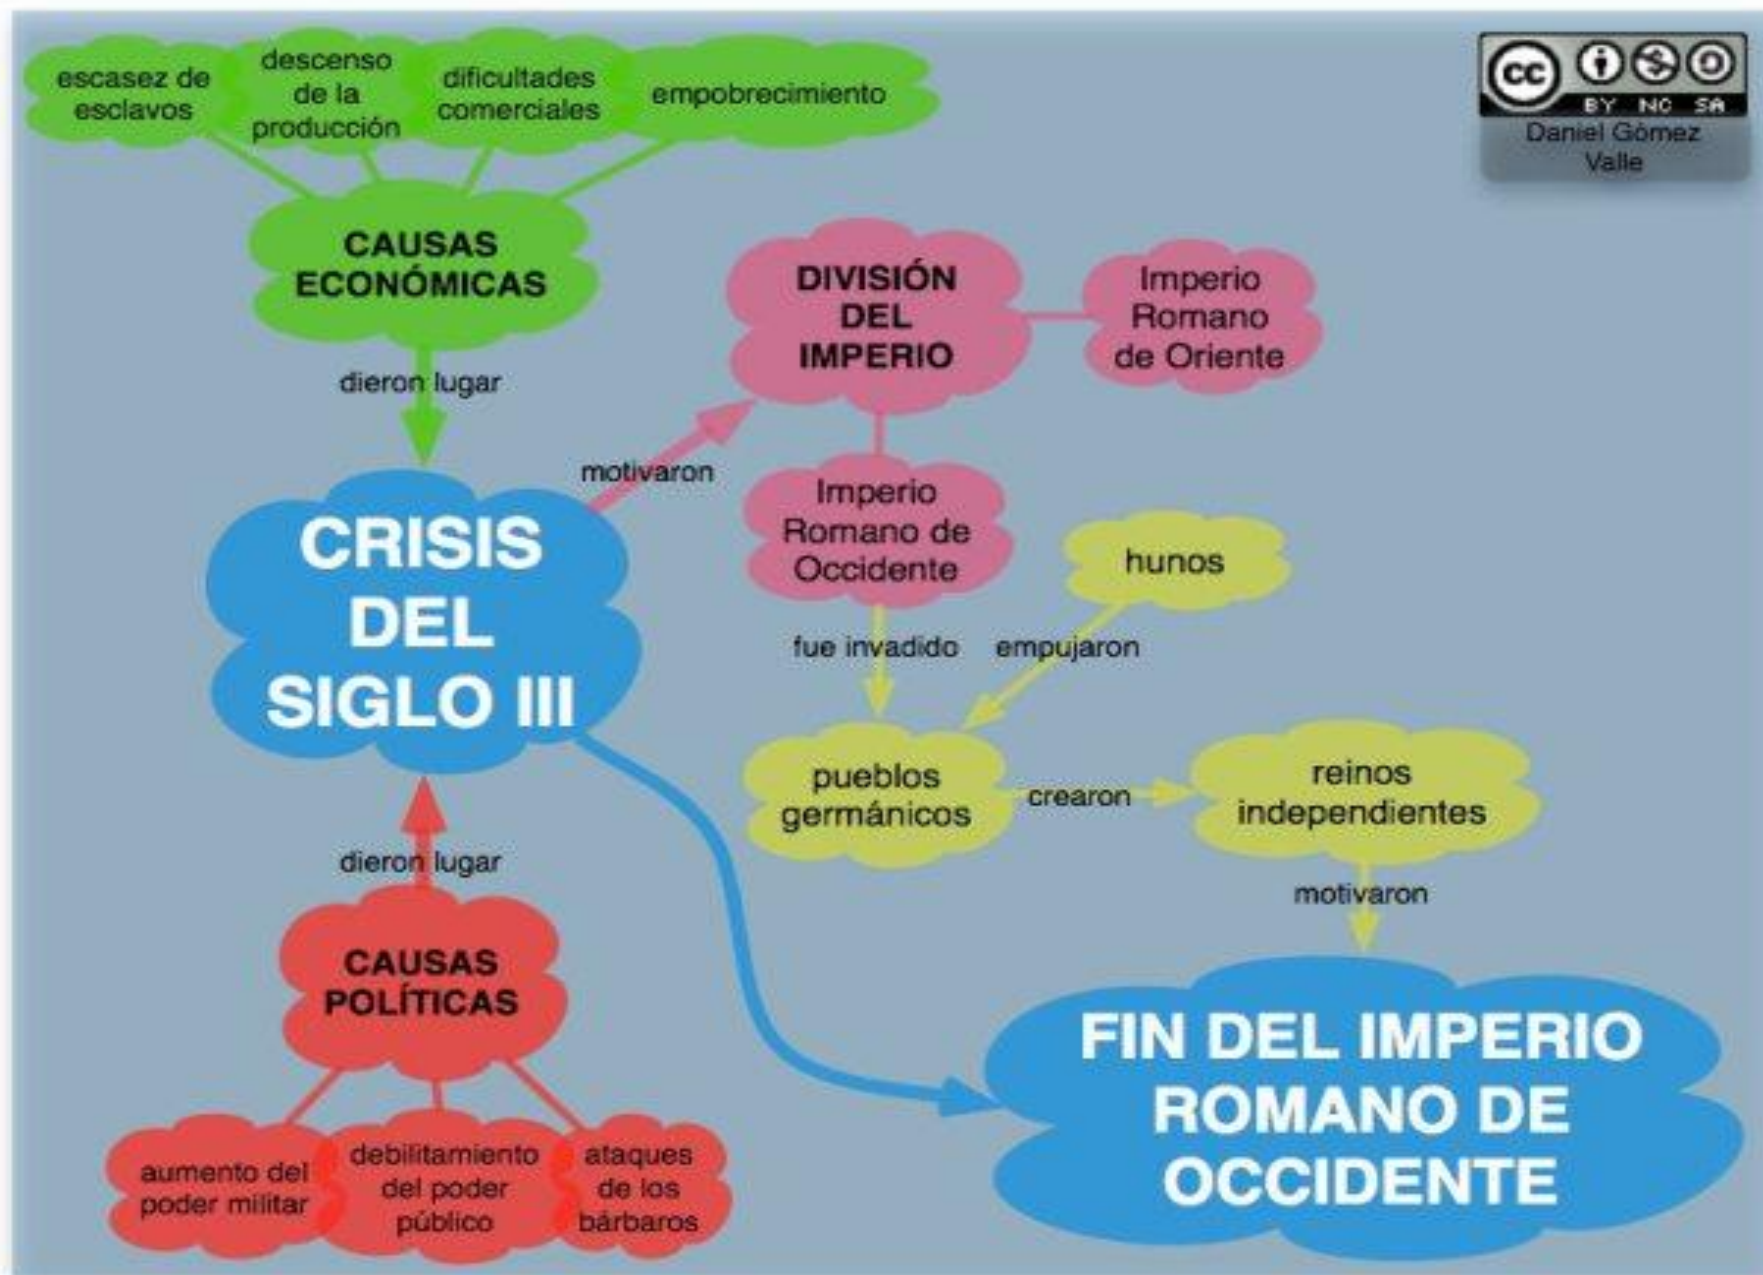 escasez de
esclavos
descenso
de la
producción
dificultades
comerciales
empobrecimiento
cc
BY NC SA
Daniel Gómez
Valle
CAUSAS
ECONÓMICAS
dieron lugar
DIVISIÓN
DEL
IMPERIO
Imperio
Romano
de Oriente
motivaron
CRISIS
DEL
SIGLO III
Imperio
Romano de
Occidente
hunos
fue invadido
empujaron
pueblos
germánicos
crearon
reinos
independientes
motivaron
dieron lugar
CAUSAS
POLÍTICAS
aumento del
poder militar
debilitamiento
del poder
público
ataques
de los
bárbaros
FIN DEL IMPERIO
ROMANO DE
OCCIDENTE